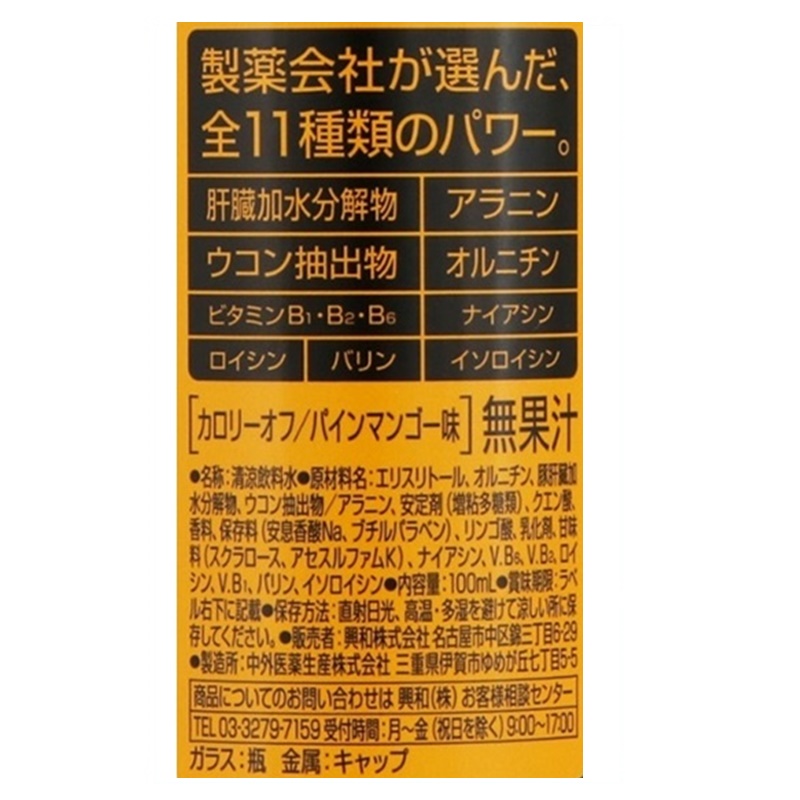 製薬会社が選んだ、
全11種類のパワー。
肝臓加水分解物 アラニン
ウコン抽出物 オルニチン
ビタミンB1・B2・B6 ナイアシン
ロイシン バリン イソロイシン
[カロリーオフ/パインマンゴー味] 無果汁
●名称:清涼飲料水●原材料名:エリスリトール、オルニチン、豚肝臓加
水分解物、ウコン抽出物/アラニン、安定剤(増粘多糖類)、クエン酸、
香料、保存料(安息香酸Na、ブチルパラベン)、リンゴ酸、乳化剤、甘味
料(スクラロース、アセスルファムK)、ナイアシン、V.B6、V.B2、ロイ
シン、V.B1、バリン、イソロイシン●内容量:100mL●賞味期限:ラベ
ル右下に記載●保存方法:直射日光、高温・多湿を避けて涼しい所に保
存してください。●販売者:興和株式会社 名古屋市中区錦三丁目6-29
●製造所:中外医薬生産株式会社 三重県伊賀市ゆめが丘七丁目5-5
商品についてのお問い合わせは 興和(株)お客様相談センター
TEL 03-3279-7159 受付時間:月〜金(祝日を除く)9:00〜17:00
ガラス:瓶 金属:キャップ